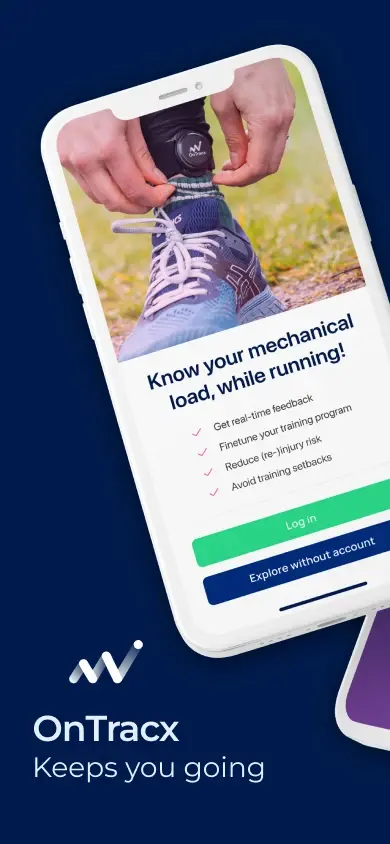 OnTracx
ASICS
Know your mechanical
load, while running!
Get real-time feedback
Finetune your training program
Reduce (re-)injury risk
Avoid training setbacks
Log in
Explore without account
OnTracx
Keeps you going